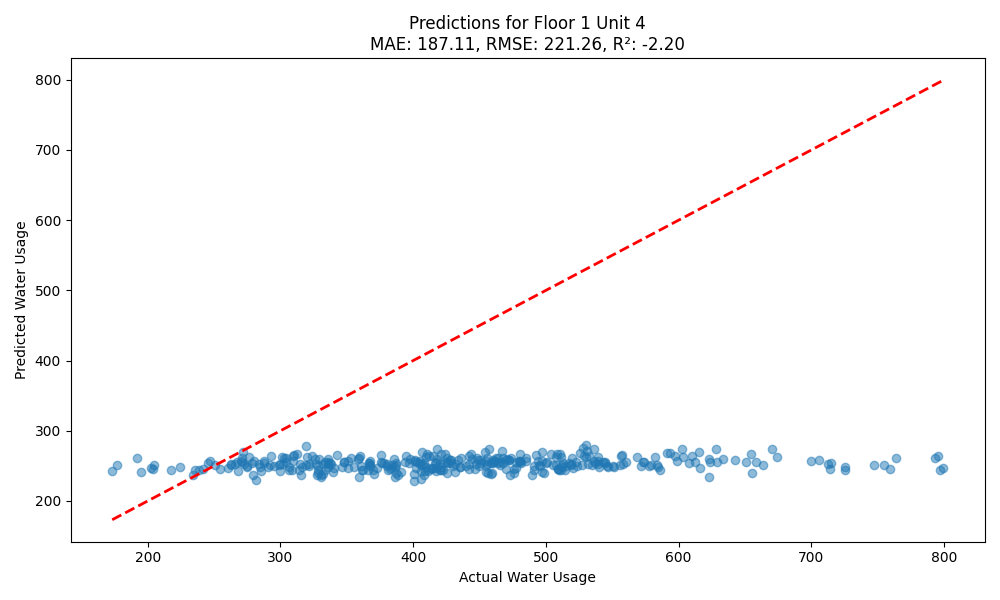 Predictions for Floor 1 Unit 4
MAE: 187.11, RMSE: 221.26, R²: -2.20
800
700
600
500
400
300
200
Predicted Water Usage
200 300 400 500 600 700 800
Actual Water Usage